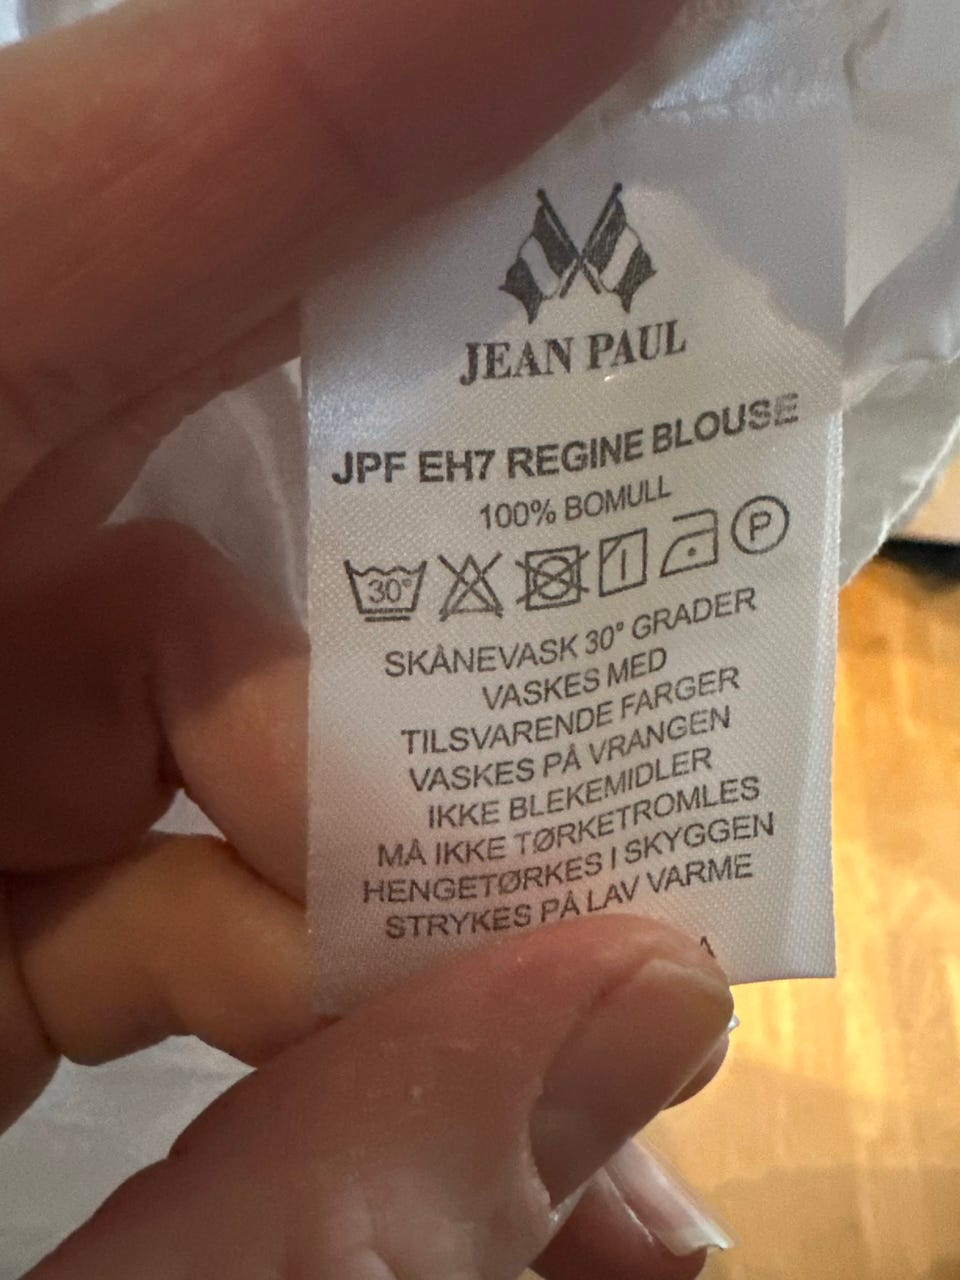 JEAN PAUL
JPF EH7 REGINE BLOUSE
100% BOMULL
30° P
SKÅNEVASK 30° GRADER
VASKES MED
TILSVARENDE FARGER
VASKES PÅ VRANGEN
IKKE BLEKEMIDLER
MÅ IKKE TØRKETROMLES
HENGETØRKES I SKYGGEN
STRYKES PÅ LAV VARME